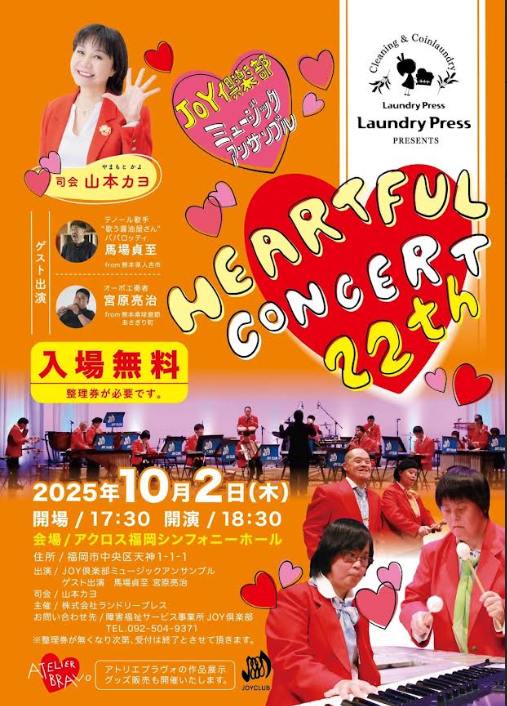 JOY倶楽部
ミュージック
アンサンブル
Cleaning & Coinlaundry
Laundry Press
Laundry Press
PRESENTS
やまもと かよ
司会 山本カヨ
HEARTFUL
CONCERT
22th
ゲスト出演
テノール歌手
"歌う醤油屋さん"
ババロッティ
馬場貞至
from 熊本県人吉市
オーボエ奏者
宮原亮治
from 熊本県球磨郡
あさぎり町
入場無料
整理券が必要です。
2025年10月2日(木)
開場 / 17:30 開演 / 18:30
会場 / アクロス福岡シンフォニーホール
住所 / 福岡市中央区天神1-1-1
出演 / JOY倶楽部ミュージックアンサンブル
ゲスト出演 馬場貞至 宮原亮治
司会 / 山本カヨ
主催 / 株式会社ランドリープレス
お問い合わせ先 / 障害福祉サービス事業所JOY倶楽部
TEL.092-504-9371
※整理券が無くなり次第、受付は終了とさせて頂きます。
ATELIER
BRAVO
アトリエブラヴォの作品展示
グッズ販売も開催いたします。
JOYCLUB